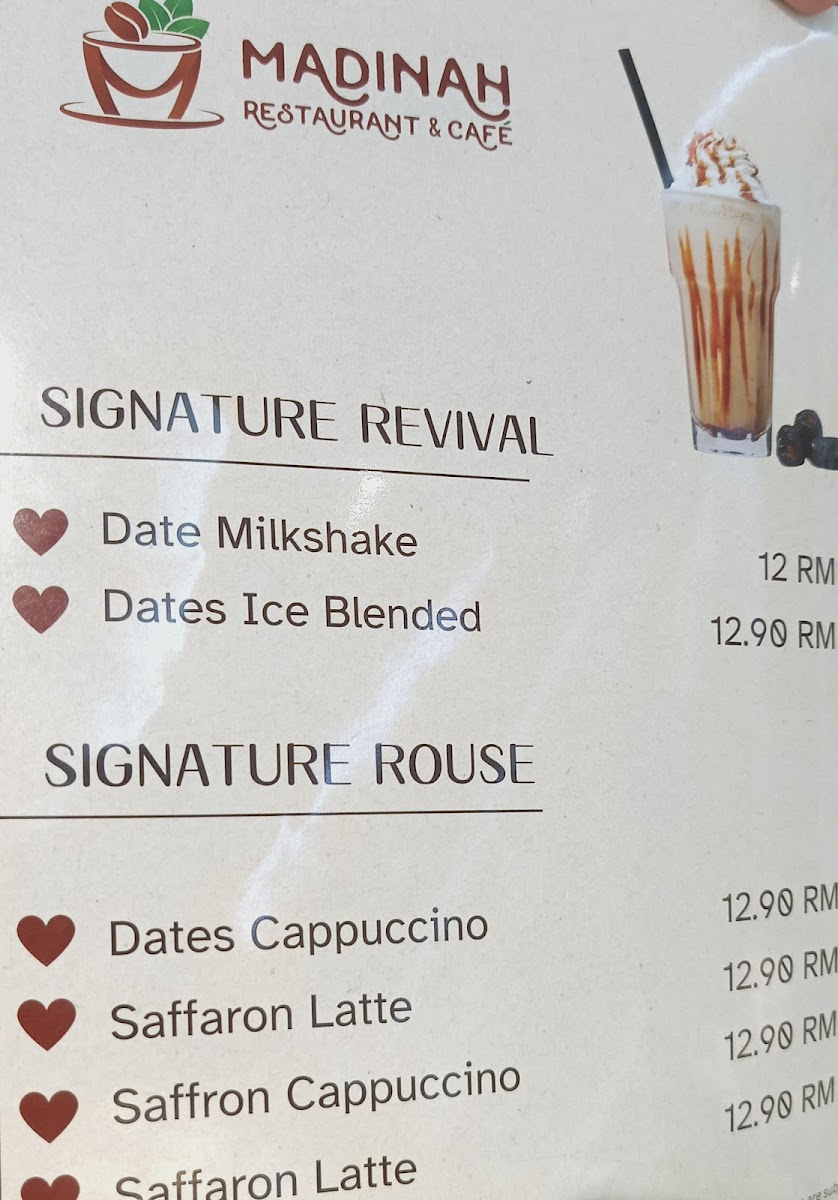 MADINAH
RESTAURANT & CAFÉ
SIGNATURE REVIVAL
Date Milkshake 12 RM
Dates Ice Blended 12.90 RM
SIGNATURE ROUSE
Dates Cappuccino 12.90 RM
Saffaron Latte 12.90 RM
Saffron Cappuccino 12.90 RM
Saffaron Latte 12.90 RM